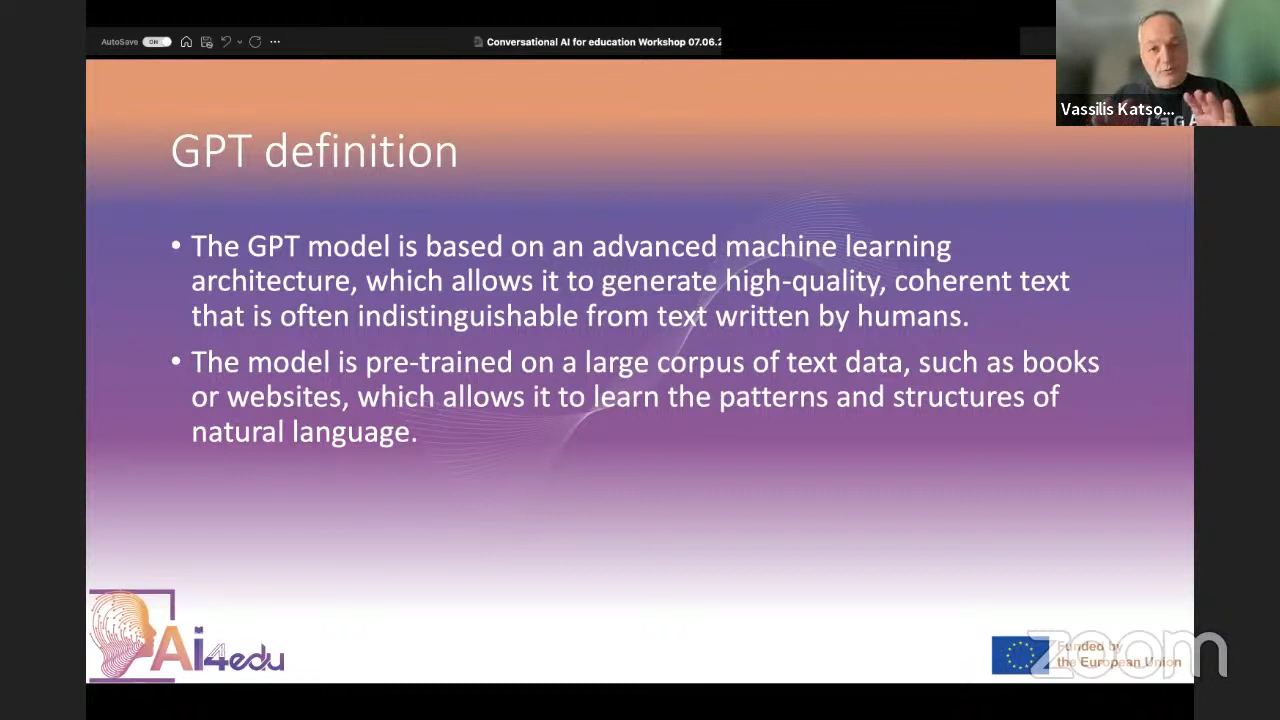 AutoSave ON
Conversational AI for education Workshop 07.06.2
Vassilis Katso...
GPT definition
• The GPT model is based on an advanced machine learning
architecture, which allows it to generate high-quality, coherent text
that is often indistinguishable from text written by humans.
• The model is pre-trained on a large corpus of text data, such as books
or websites, which allows it to learn the patterns and structures of
natural language.
Ai4edu
Funded by
the European Union
zoom